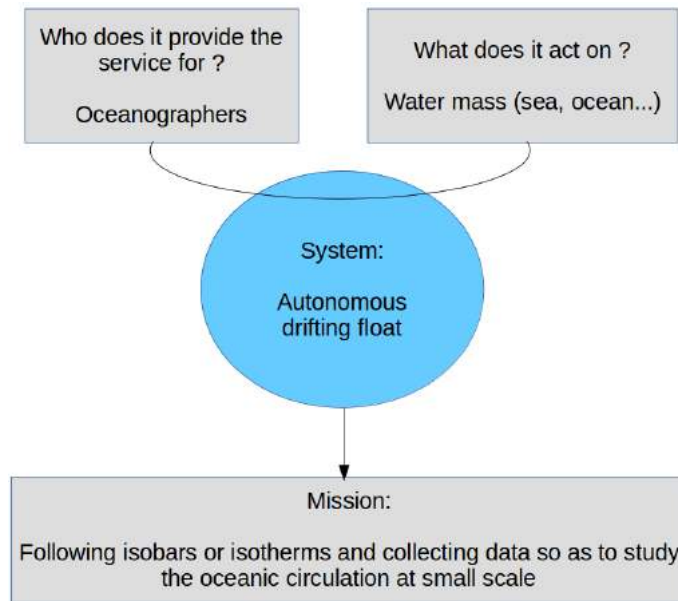 Who does it provide the
service for ?
Oceanographers
What does it act on ?
Water mass (sea, ocean...)
System:
Autonomous
drifting float
Mission:
Following isobars or isotherms and collecting data so as to study
the oceanic circulation at small scale